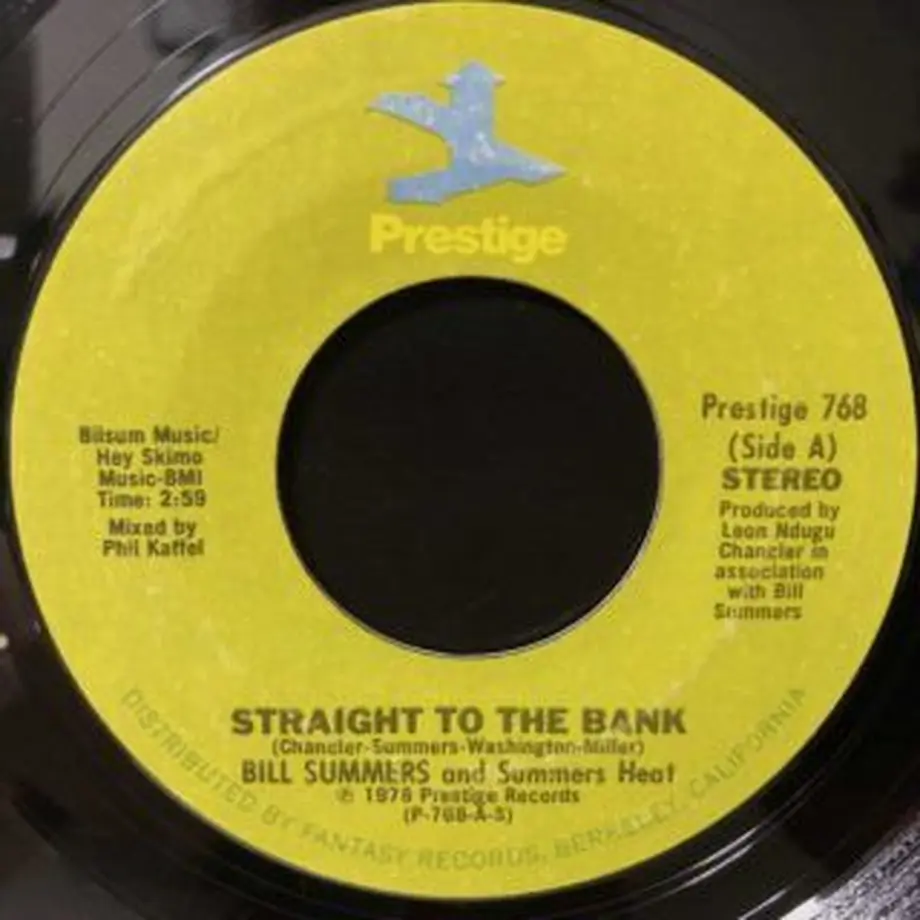 Prestige
Bilsum Music/
Hey Skimo
Music-BMI
Time: 2:59
Mixed by
Phil Kaffel
Prestige 768
(Side A)
STEREO
Produced by
Leon Ndugu
Chancler in
association
with Bill
Summers
STRAIGHT TO THE BANK
(Chancler-Summers-Washington-Miller)
BILL SUMMERS and Summers Heat
℗ 1978 Prestige Records
(P-768-A-S)
DISTRIBUTED BY FANTASY RECORDS, BERKELEY, CALIFORNIA